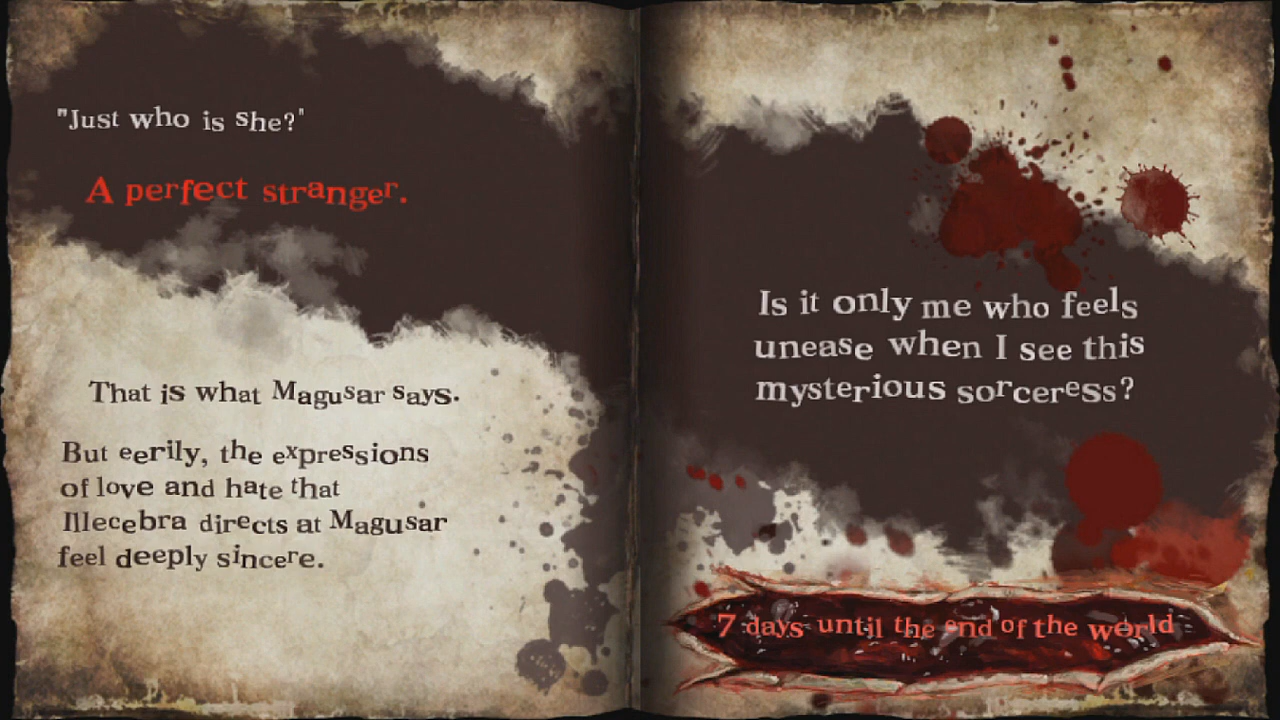 "Just who is she?"
A perfect stranger.
That is what Magusar says.
But eerily, the expressions
of love and hate that
Illecebra directs at Magusar
feel deeply sincere.
Is it only me who feels
unease when I see this
mysterious sorceress?
7 days until the end of the world